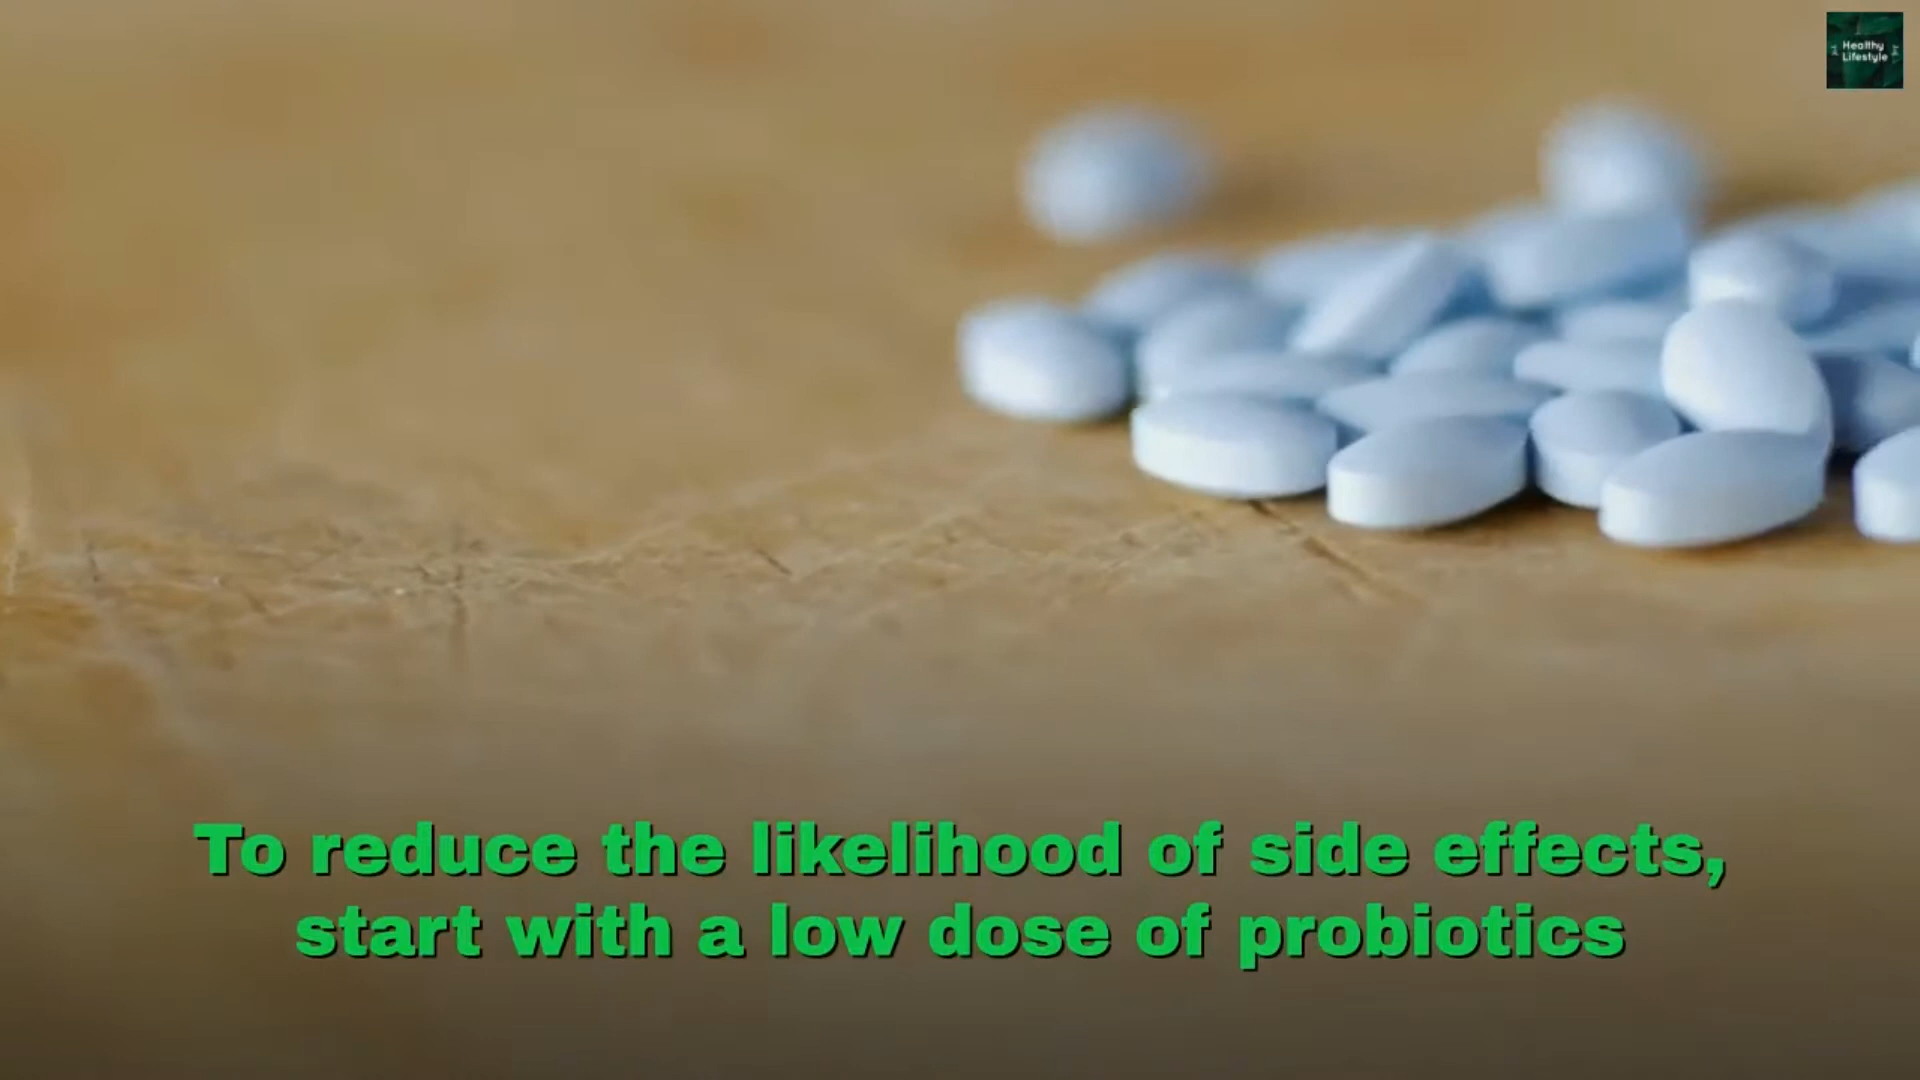 Healthy
Lifestyle
To reduce the likelihood of side effects,
start with a low dose of probiotics